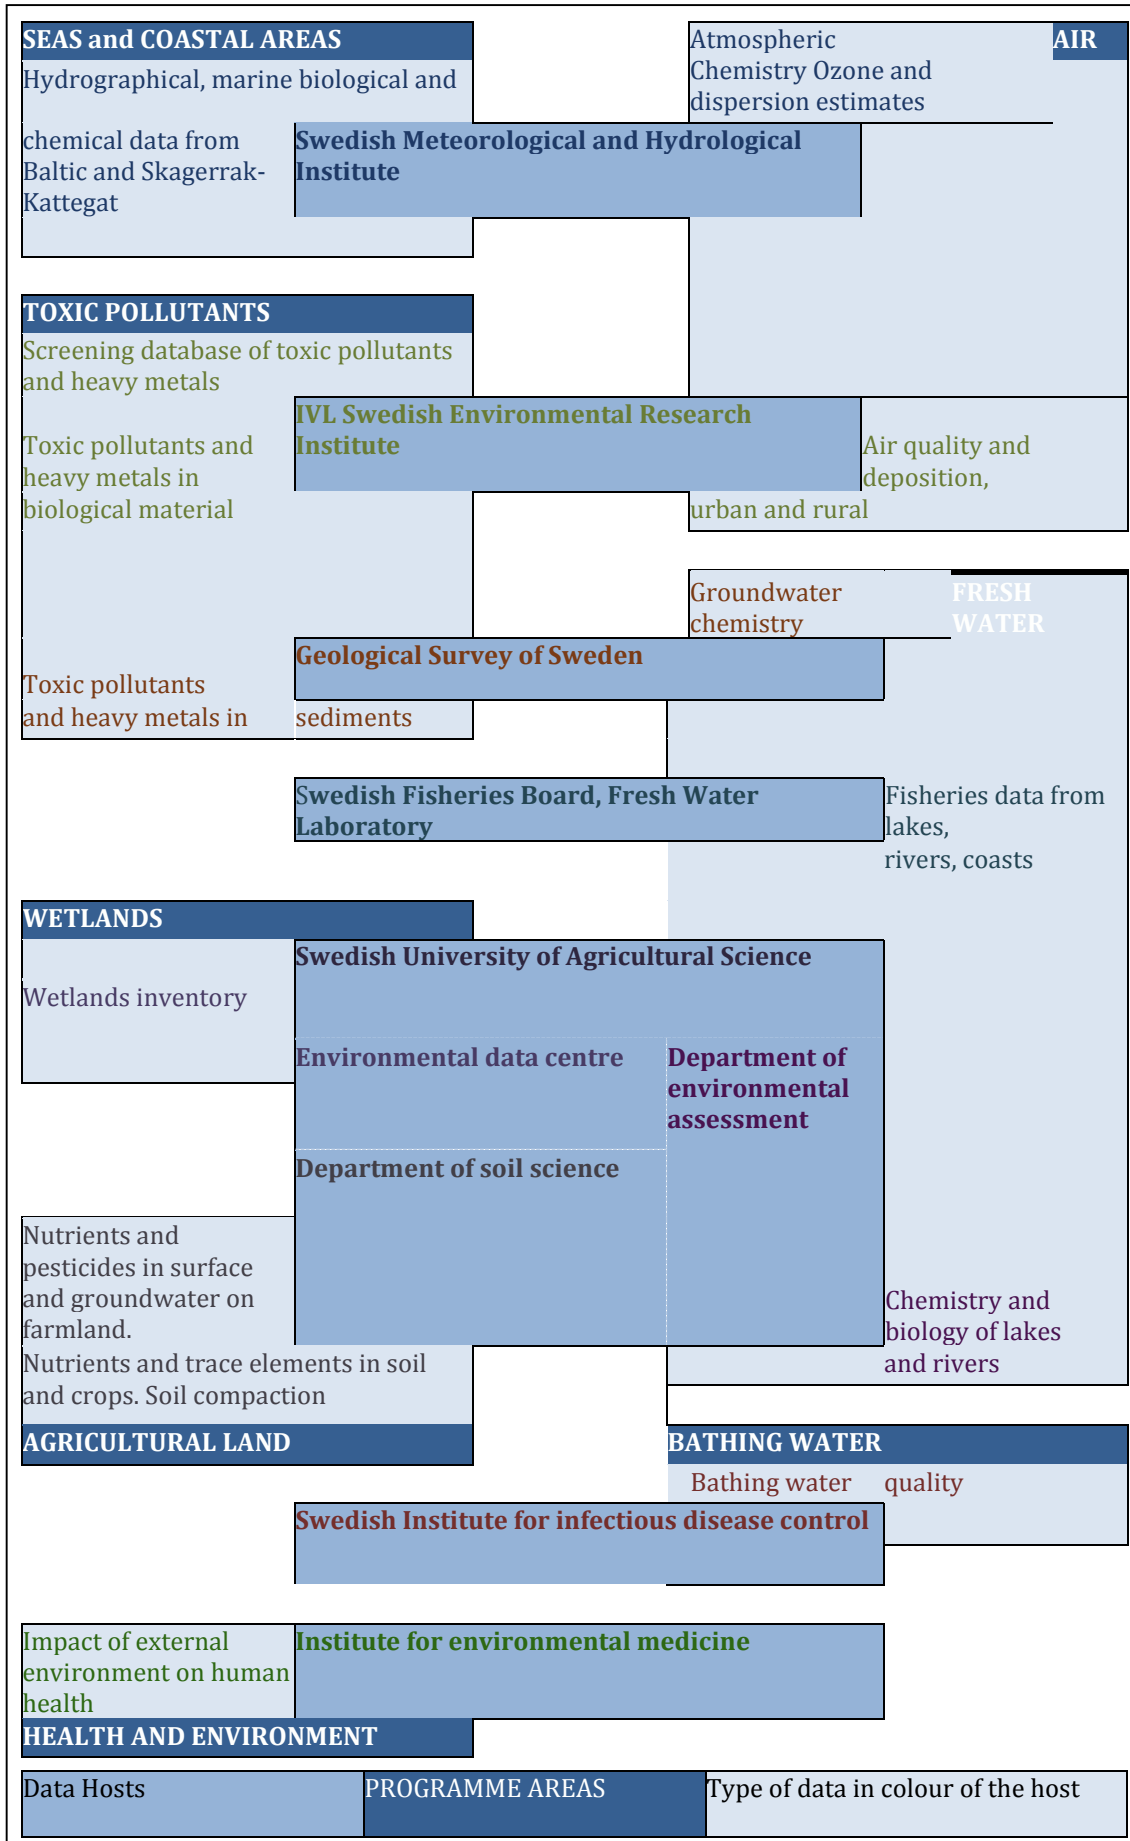 SEAS and COASTAL AREAS
Hydrographical, marine biological and
chemical data from
Baltic and Skagerrak-
Kattegat
Atmospheric
Chemistry Ozone and
dispersion estimates
AIR
Swedish Meteorological and Hydrological
Institute
TOXIC POLLUTANTS
Screening database of toxic pollutants
and heavy metals
Toxic pollutants and
heavy metals in
biological material
IVL Swedish Environmental Research
Institute
Air quality and
deposition,
urban and rural
Groundwater
chemistry
FRESH
WATER
Geological Survey of Sweden
Toxic pollutants
and heavy metals in sediments
Swedish Fisheries Board, Fresh Water
Laboratory
Fisheries data from
lakes,
rivers, coasts
WETLANDS
Wetlands inventory
Swedish University of Agricultural Science
Environmental data centre
Department of
environmental
assessment
Department of soil science
Nutrients and
pesticides in surface
and groundwater on
farmland.
Nutrients and trace elements in soil
and crops. Soil compaction
Chemistry and
biology of lakes
and rivers
AGRICULTURAL LAND
BATHING WATER
Bathing water quality
Swedish Institute for infectious disease control
Impact of external
environment on human
health
Institute for environmental medicine
HEALTH AND ENVIRONMENT
Data Hosts
PROGRAMME AREAS
Type of data in colour of the host